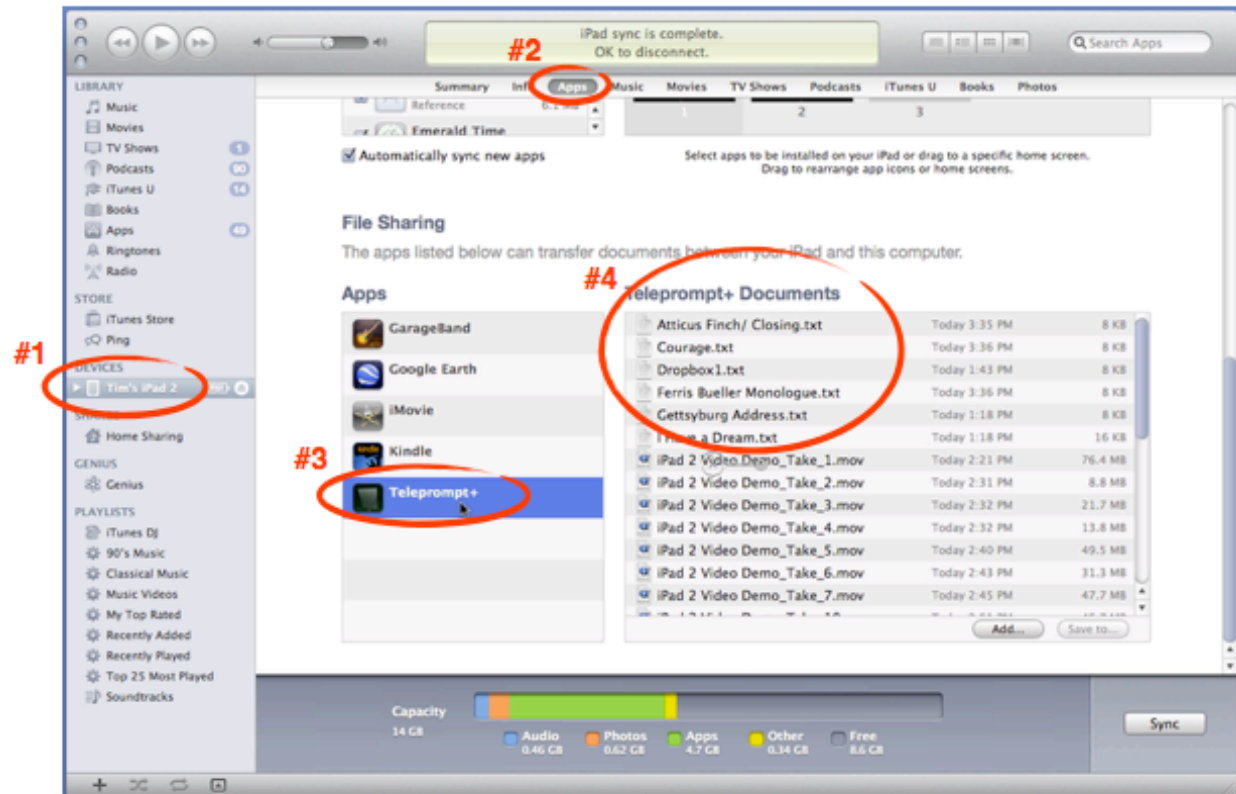 iPad sync is complete.
OK to disconnect.
#2
Search Apps
LIBRARY
Music
Movies
TV Shows 1
Podcasts
iTunes U 14
Books
Apps 49
Ringtones
Radio
STORE
iTunes Store
Ping
#1
DEVICES
Tim's iPad 2
Home Sharing
GENIUS
Genius
PLAYLISTS
iTunes DJ
90's Music
Classical Music
Music Videos
My Top Rated
Recently Added
Recently Played
Top 25 Most Played
Soundtracks
Summary Inf Apps Music Movies TV Shows Podcasts iTunes U Books Photos
Reference 6.1 MB
Emerald Time
1 2 3
Automatically sync new apps
Select apps to be installed on your iPad or drag to a specific home screen.
Drag to rearrange app icons or home screens.
File Sharing
The apps listed below can transfer documents between your iPad and this computer.
#4
Apps
GarageBand
Google Earth
iMovie
Kindle
#3
Teleprompt+
Teleprompt+ Documents
Atticus Finch/ Closing.txt Today 3:35 PM 8 KB
Courage.txt Today 3:36 PM 8 KB
Dropbox1.txt Today 1:43 PM 8 KB
Ferris Bueller Monologue.txt Today 3:36 PM 8 KB
Gettsyburg Address.txt Today 1:18 PM 8 KB
I Have a Dream.txt Today 1:18 PM 16 KB
iPad 2 Video Demo_Take_1.mov Today 2:21 PM 76.4 MB
iPad 2 Video Demo_Take_2.mov Today 2:31 PM 8.8 MB
iPad 2 Video Demo_Take_3.mov Today 2:32 PM 21.7 MB
iPad 2 Video Demo_Take_4.mov Today 2:32 PM 13.8 MB
iPad 2 Video Demo_Take_5.mov Today 2:40 PM 49.5 MB
iPad 2 Video Demo_Take_6.mov Today 2:43 PM 31.3 MB
iPad 2 Video Demo_Take_7.mov Today 2:45 PM 47.7 MB
Add... Save to...
Capacity
14 GB
Audio Photos Apps Other Free
0.46 GB 0.62 GB 4.7 GB 0.34 GB 8.6 GB
Sync